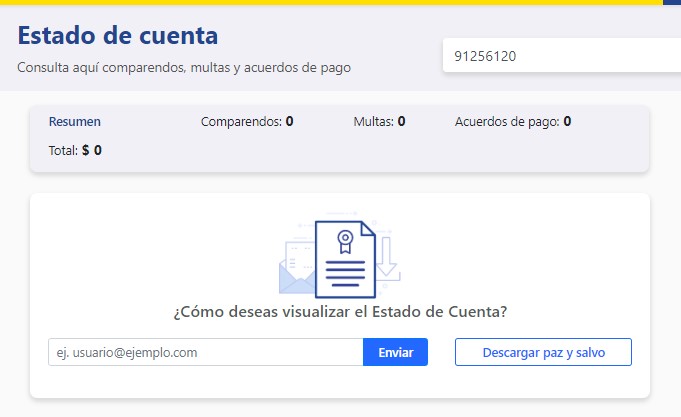 Estado de cuenta
Consulta aquí comparendos, multas y acuerdos de pago
91256120
Resumen Comparendos: 0 Multas: 0 Acuerdos de pago: 0
Total: $ 0
¿Cómo deseas visualizar el Estado de Cuenta?
ej. usuario@ejemplo.com Enviar Descargar paz y salvo